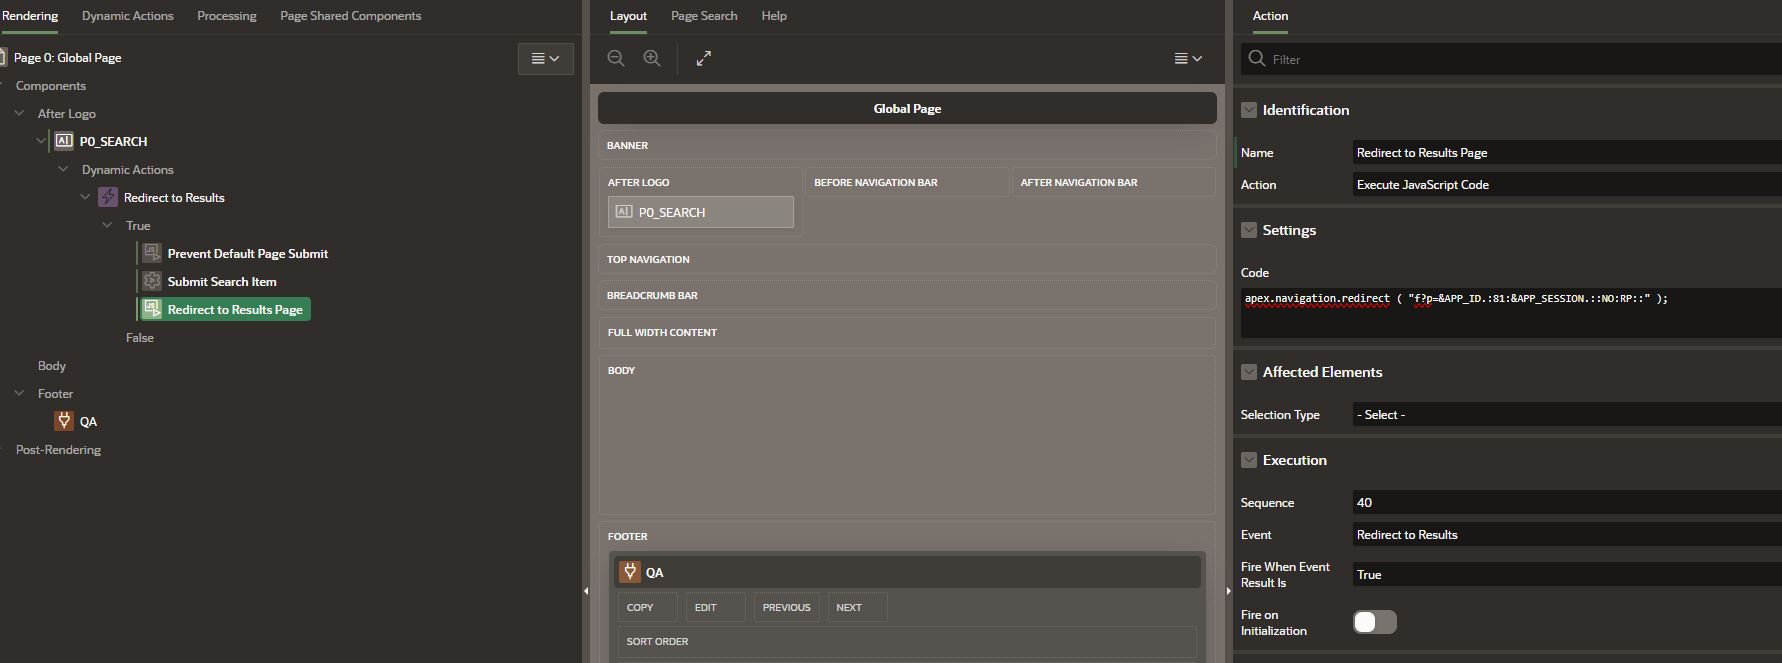 Rendering
Dynamic Actions
Processing
Page Shared Components
Page 0: Global Page
Components
After Logo
P0_SEARCH
Dynamic Actions
Redirect to Results
True
Prevent Default Page Submit
Submit Search Item
Redirect to Results Page
False
Body
Footer
QA
Post-Rendering
Layout
Page Search
Help
Global Page
BANNER
AFTER LOGO
BEFORE NAVIGATION BAR
AFTER NAVIGATION BAR
P0_SEARCH
TOP NAVIGATION
BREADCRUMB BAR
FULL WIDTH CONTENT
BODY
FOOTER
QA
COPY
EDIT
PREVIOUS
NEXT
SORT ORDER
Action
Filter
Identification
Name
Redirect to Results Page
Action
Execute JavaScript Code
Settings
Code
apex.navigation.redirect ( "f?p=&APP_ID.:81:&APP_SESSION.::NO:RP::" );
Affected Elements
Selection Type
- Select -
Execution
Sequence
40
Event
Redirect to Results
Fire When Event
Result Is
True
Fire on
Initialization